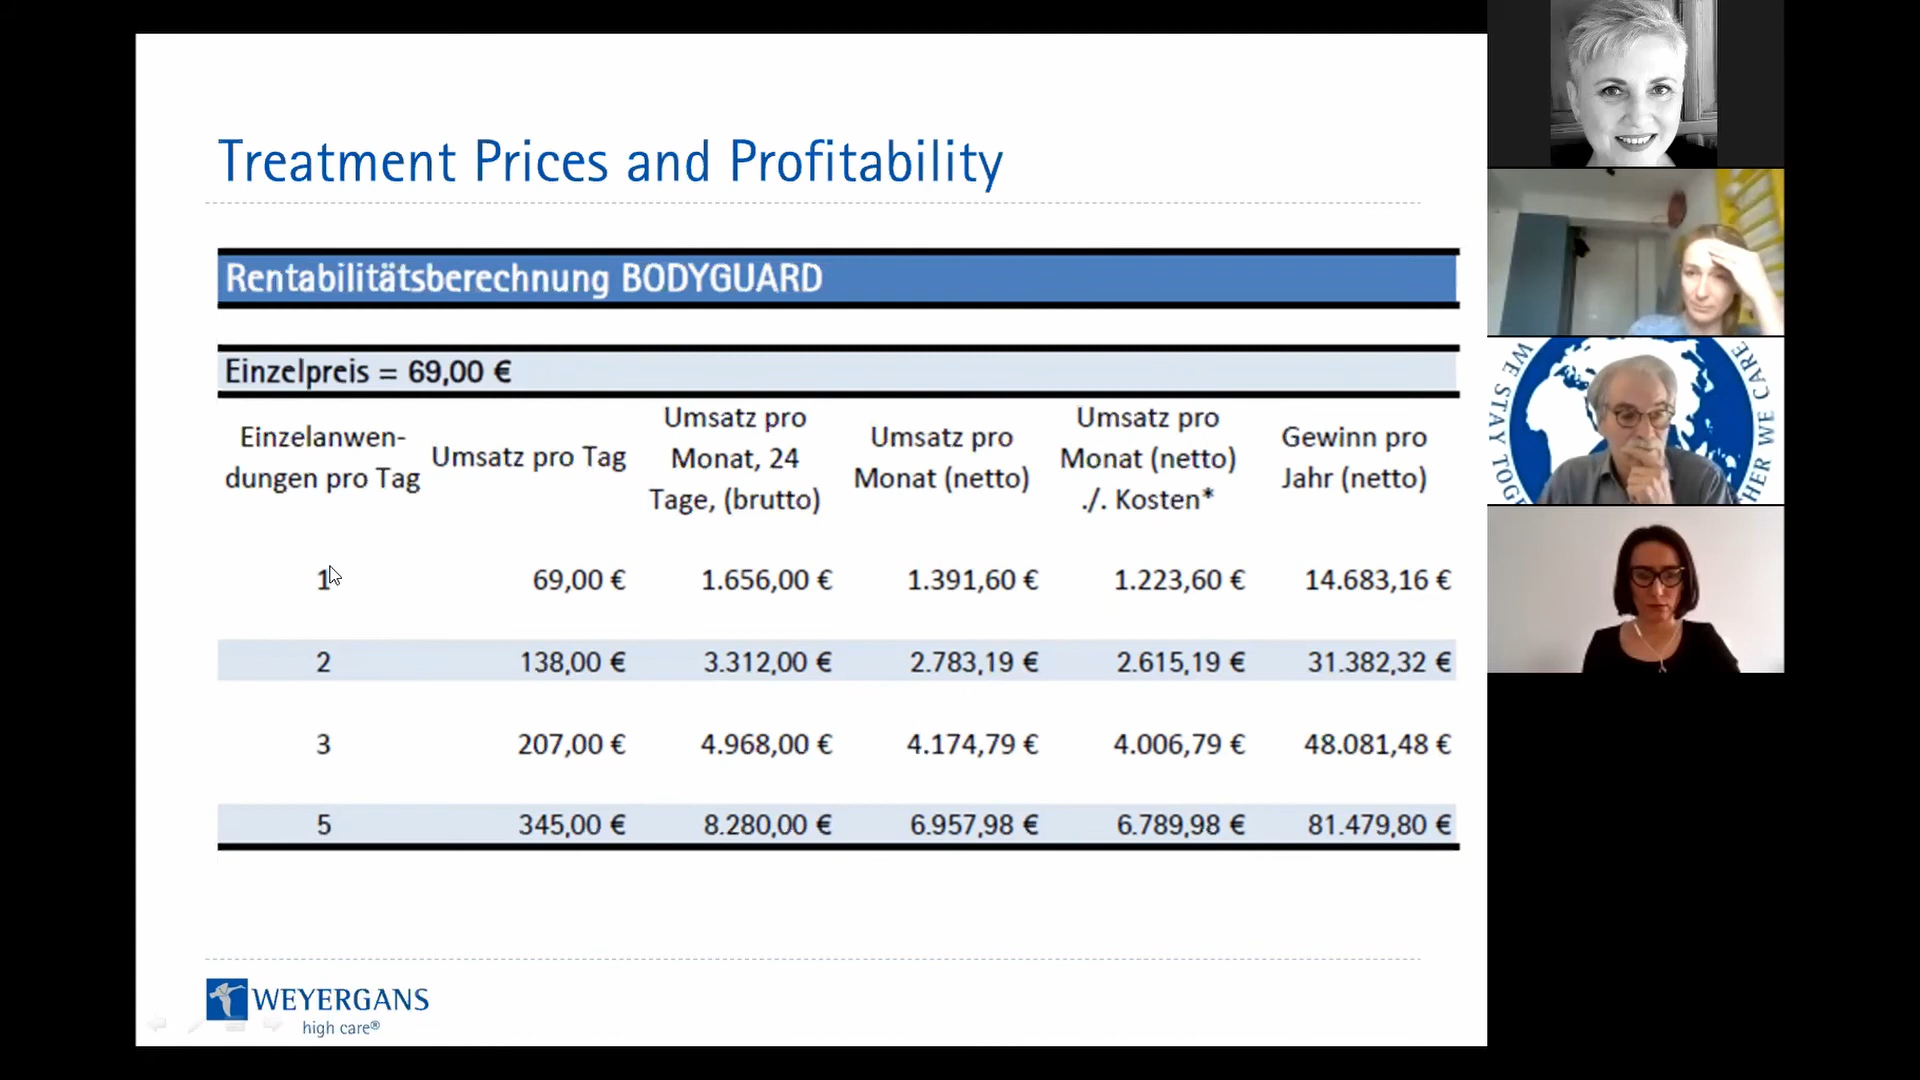 Treatment Prices and Profitability
Rentabilitätsberechnung BODYGUARD
Einzelpreis = 69,00 €
Einzelanwen-
dungen pro Tag
Umsatz pro Tag
Umsatz pro
Monat, 24
Tage, (brutto)
Umsatz pro
Monat (netto)
Umsatz pro
Monat (netto)
./. Kosten*
Gewinn pro
Jahr (netto)
1 69,00 € 1.656,00 € 1.391,60 € 1.223,60 € 14.683,16 €
2 138,00 € 3.312,00 € 2.783,19 € 2.615,19 € 31.382,32 €
3 207,00 € 4.968,00 € 4.174,79 € 4.006,79 € 48.081,48 €
5 345,00 € 8.280,00 € 6.957,98 € 6.789,98 € 81.479,80 €
WEYERGANS
high care®
WE STAY
WE CARE